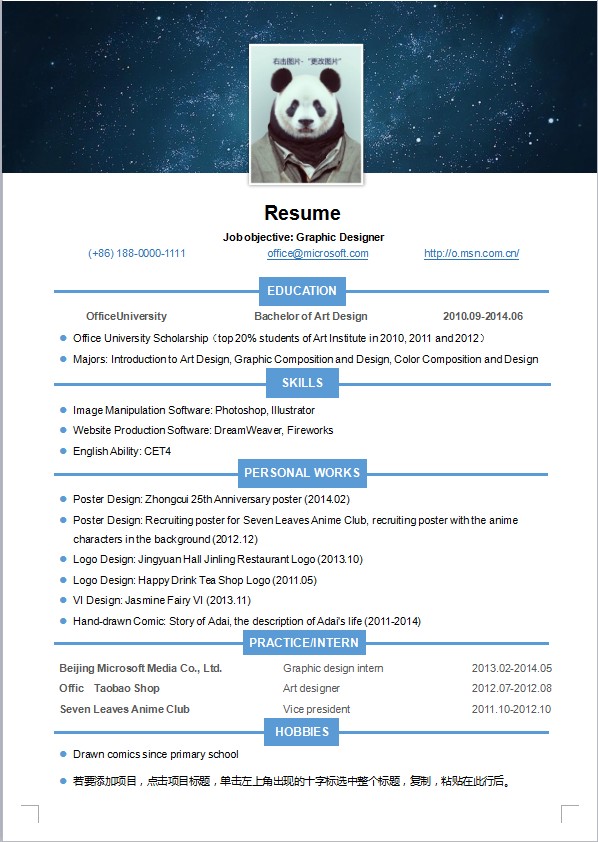 右击图片-“更改图片”
Resume
Job objective: Graphic Designer
(+86) 188-0000-1111 office@microsoft.com http://o.msn.com.cn/
EDUCATION
OfficeUniversity Bachelor of Art Design 2010.09-2014.06
Office University Scholarship（top 20% students of Art Institute in 2010, 2011 and 2012）
Majors: Introduction to Art Design, Graphic Composition and Design, Color Composition and Design
SKILLS
Image Manipulation Software: Photoshop, Illustrator
Website Production Software: DreamWeaver, Fireworks
English Ability: CET4
PERSONAL WORKS
Poster Design: Zhongcui 25th Anniversary poster (2014.02)
Poster Design: Recruiting poster for Seven Leaves Anime Club, recruiting poster with the anime
characters in the background (2012.12)
Logo Design: Jingyuan Hall Jinling Restaurant Logo (2013.10)
Logo Design: Happy Drink Tea Shop Logo (2011.05)
VI Design: Jasmine Fairy VI (2013.11)
Hand-drawn Comic: Story of Adai, the description of Adai's life (2011-2014)
PRACTICE/INTERN
Beijing Microsoft Media Co., Ltd. Graphic design intern 2013.02-2014.05
Offic Taobao Shop Art designer 2012.07-2012.08
Seven Leaves Anime Club Vice president 2011.10-2012.10
HOBBIES
Drawn comics since primary school
若要添加项目，点击项目标题，单击左上角出现的十字标选中整个标题，复制，粘贴在此行后。